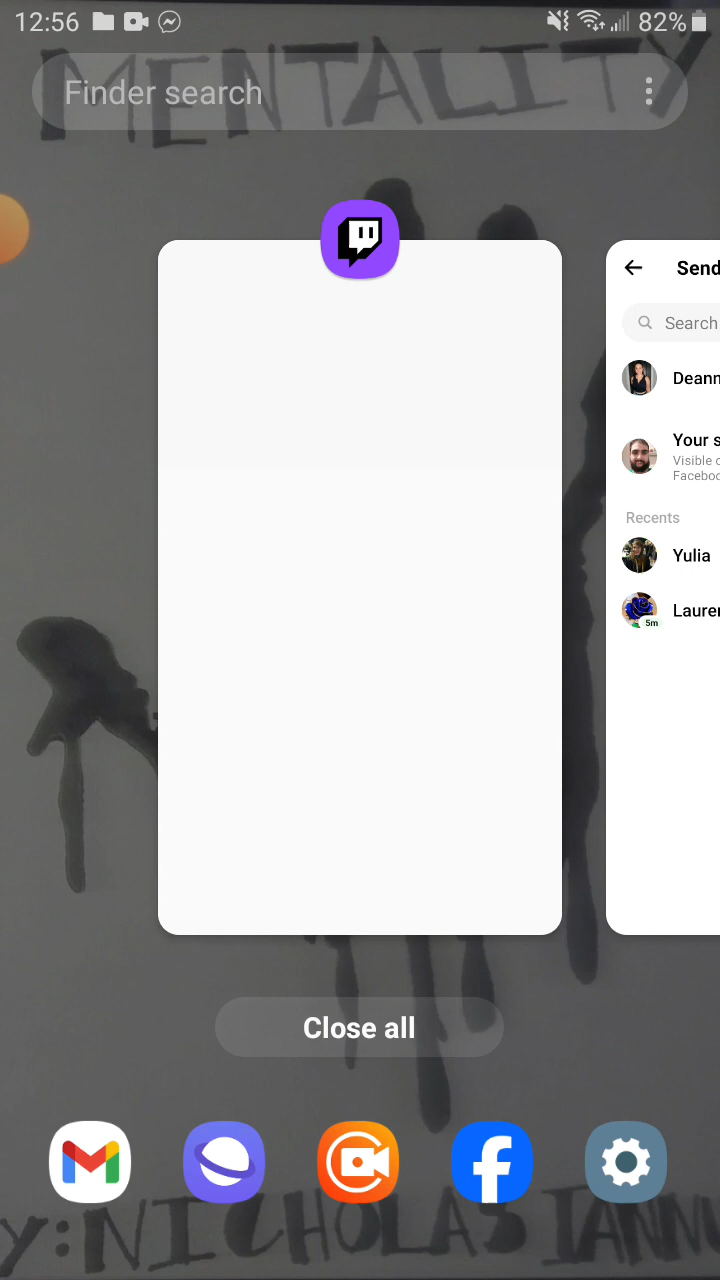 12:56
82%
MENTALITY
Finder search
Send
Search
Deann
Your s
Visible o
Faceboo
Recents
Yulia
Lauren
5m
Close all
Y:NICHOLAS IANNU